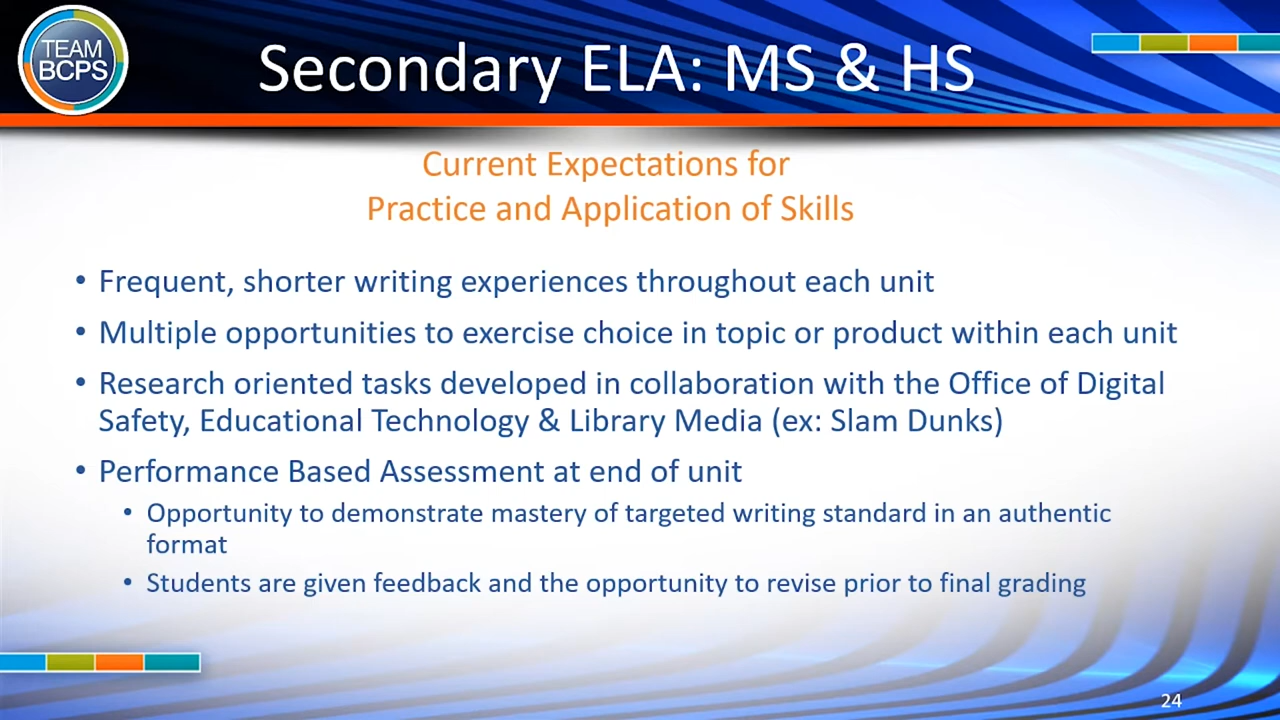 TEAM
BCPS
Secondary ELA: MS & HS
Current Expectations for
Practice and Application of Skills
• Frequent, shorter writing experiences throughout each unit
• Multiple opportunities to exercise choice in topic or product within each unit
• Research oriented tasks developed in collaboration with the Office of Digital
Safety, Educational Technology & Library Media (ex: Slam Dunks)
• Performance Based Assessment at end of unit
• Opportunity to demonstrate mastery of targeted writing standard in an authentic
format
• Students are given feedback and the opportunity to revise prior to final grading
24